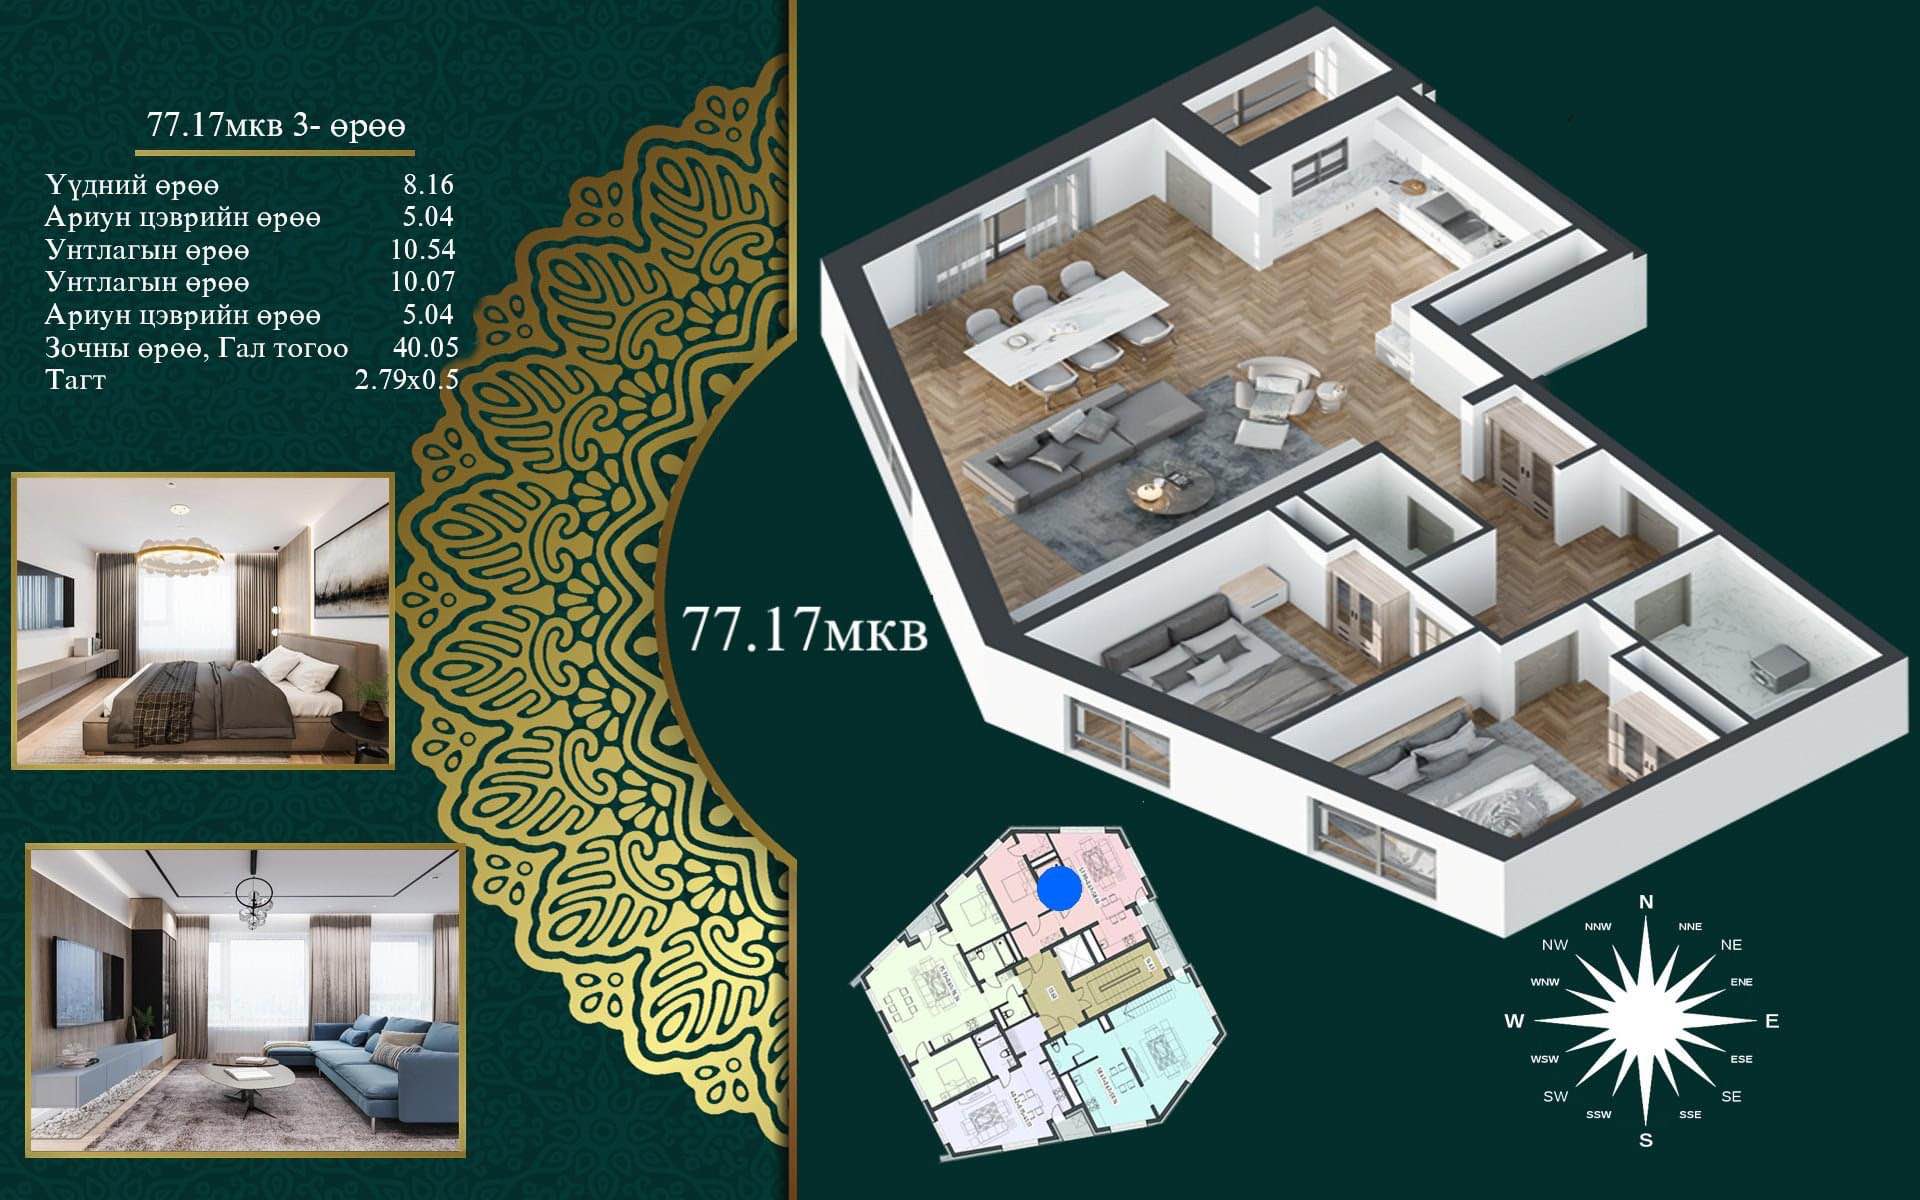 77.17мкв 3- өрөө
Үүдний өрөө 8.16
Ариун цэврийн өрөө 5.04
Унтлагын өрөө 10.54
Унтлагын өрөө 10.07
Ариун цэврийн өрөө 5.04
Зочны өрөө, Гал тогоо 40.05
Тагт 2.79x0.5
77.17мкв
N
NNW NNE
NW NE
WNW ENE
W E
WSW ESE
SW SE
SSW SSE
S